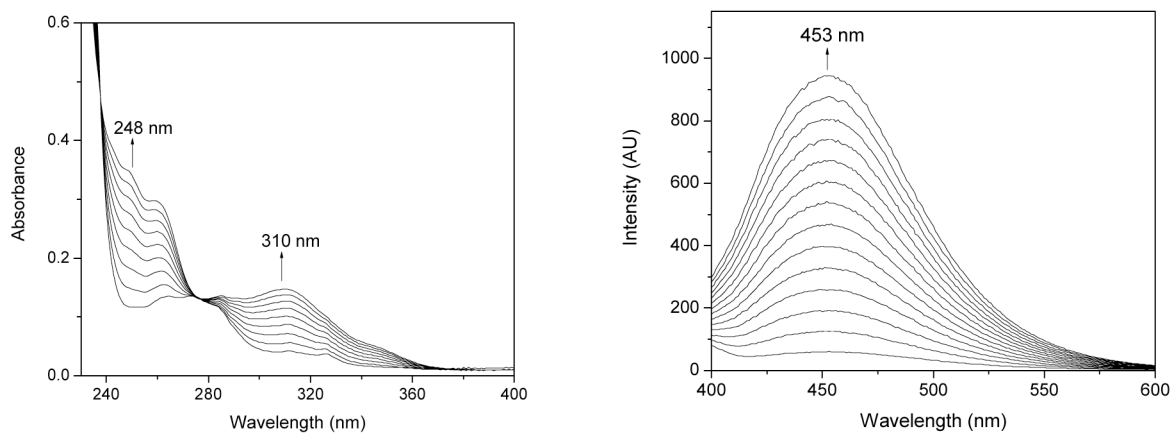 0.6
0.4
0.2
0.0
248 nm
310 nm
240 280 320 360 400
Absorbance
Wavelength (nm)
1000
800
600
400
200
0
453 nm
400 450 500 550 600
Intensity (AU)
Wavelength (nm)